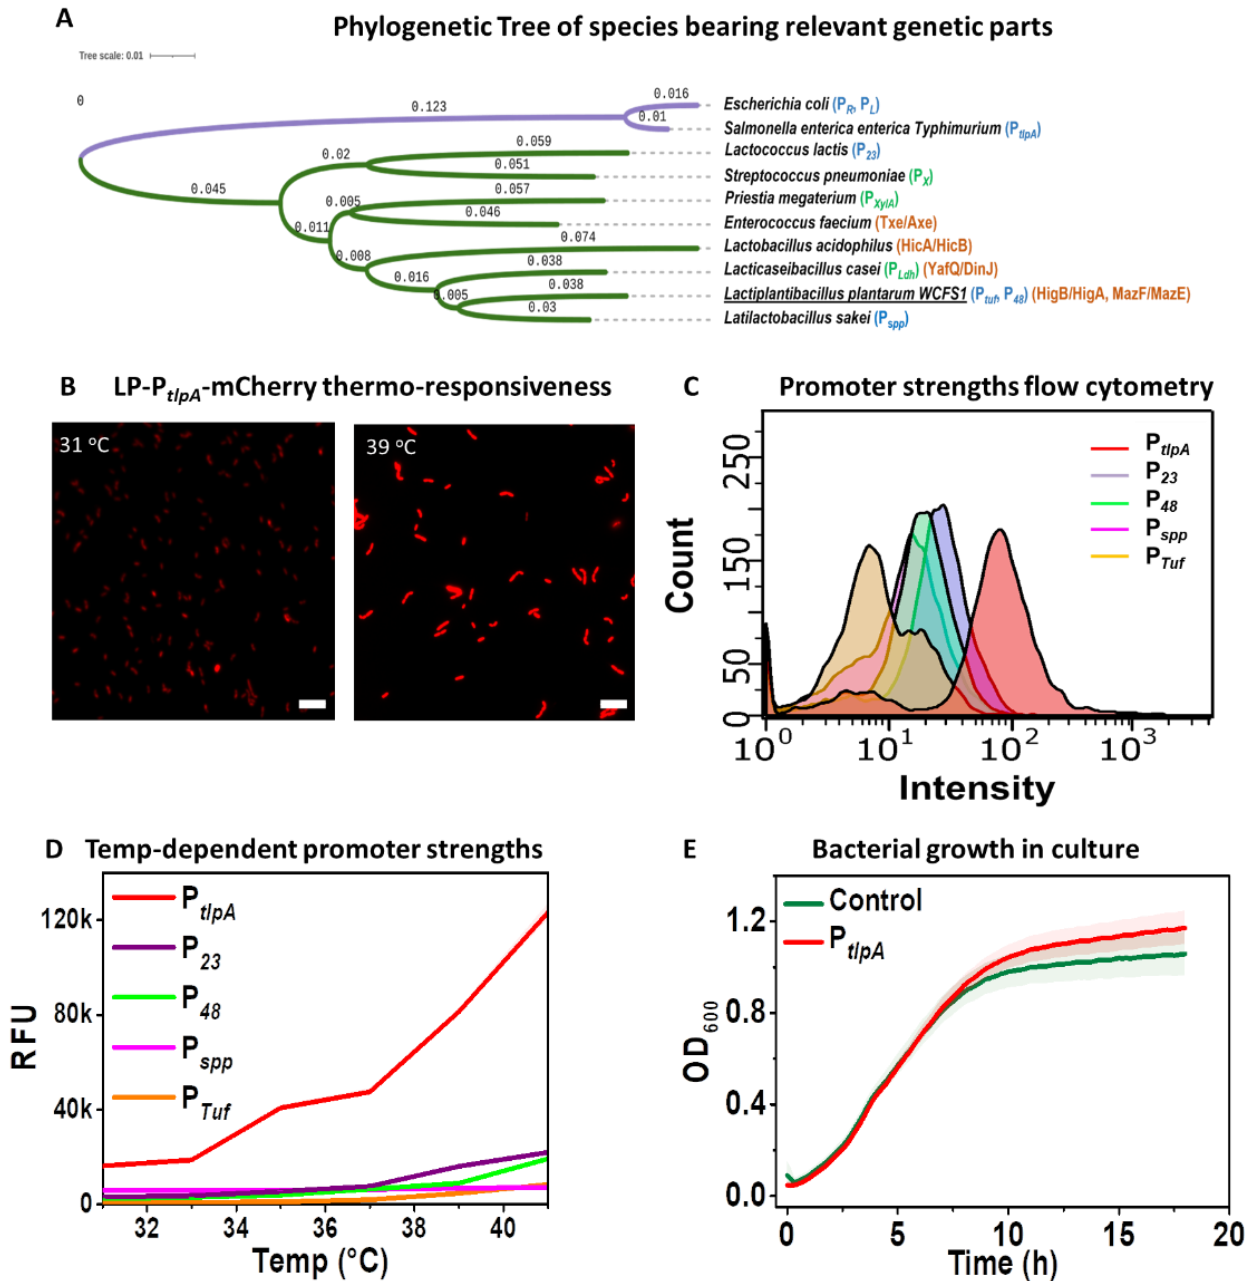 A
Phylogenetic Tree of species bearing relevant genetic parts
Tree scale: 0.01
0
0.123
0.016
0.01
0.045
0.02
0.059
0.051
0.011
0.005
0.057
0.046
0.008
0.074
0.016
0.038
0.005
0.038
0.03
Escherichia coli (PR, PL)
Salmonella enterica enterica Typhimurium (PtlpA)
Lactococcus lactis (P23)
Streptococcus pneumoniae (PX)
Priestia megaterium (PXylA)
Enterococcus faecium (Txe/Axe)
Lactobacillus acidophilus (HicA/HicB)
Lacticaseibacillus casei (PLdh) (YafQ/DinJ)
Lactiplantibacillus plantarum WCFS1 (Ptuf, P48) (HigB/HigA, MazF/MazE)
Latilactobacillus sakei (Pspp)
B LP-PtlpA-mCherry thermo-responsiveness
31 °C
39 °C
C Promoter strengths flow cytometry
PtlpA
P23
P48
Pspp
PTuf
Count
250
150
50
0
10^0 10^1 10^2 10^3
Intensity
D Temp-dependent promoter strengths
PtlpA
P23
P48
Pspp
PTuf
RFU
120k
80k
40k
0
32 34 36 38 40
Temp (°C)
E Bacterial growth in culture
Control
PtlpA
OD600
1.2
0.8
0.4
0.0
0 5 10 15 20
Time (h)